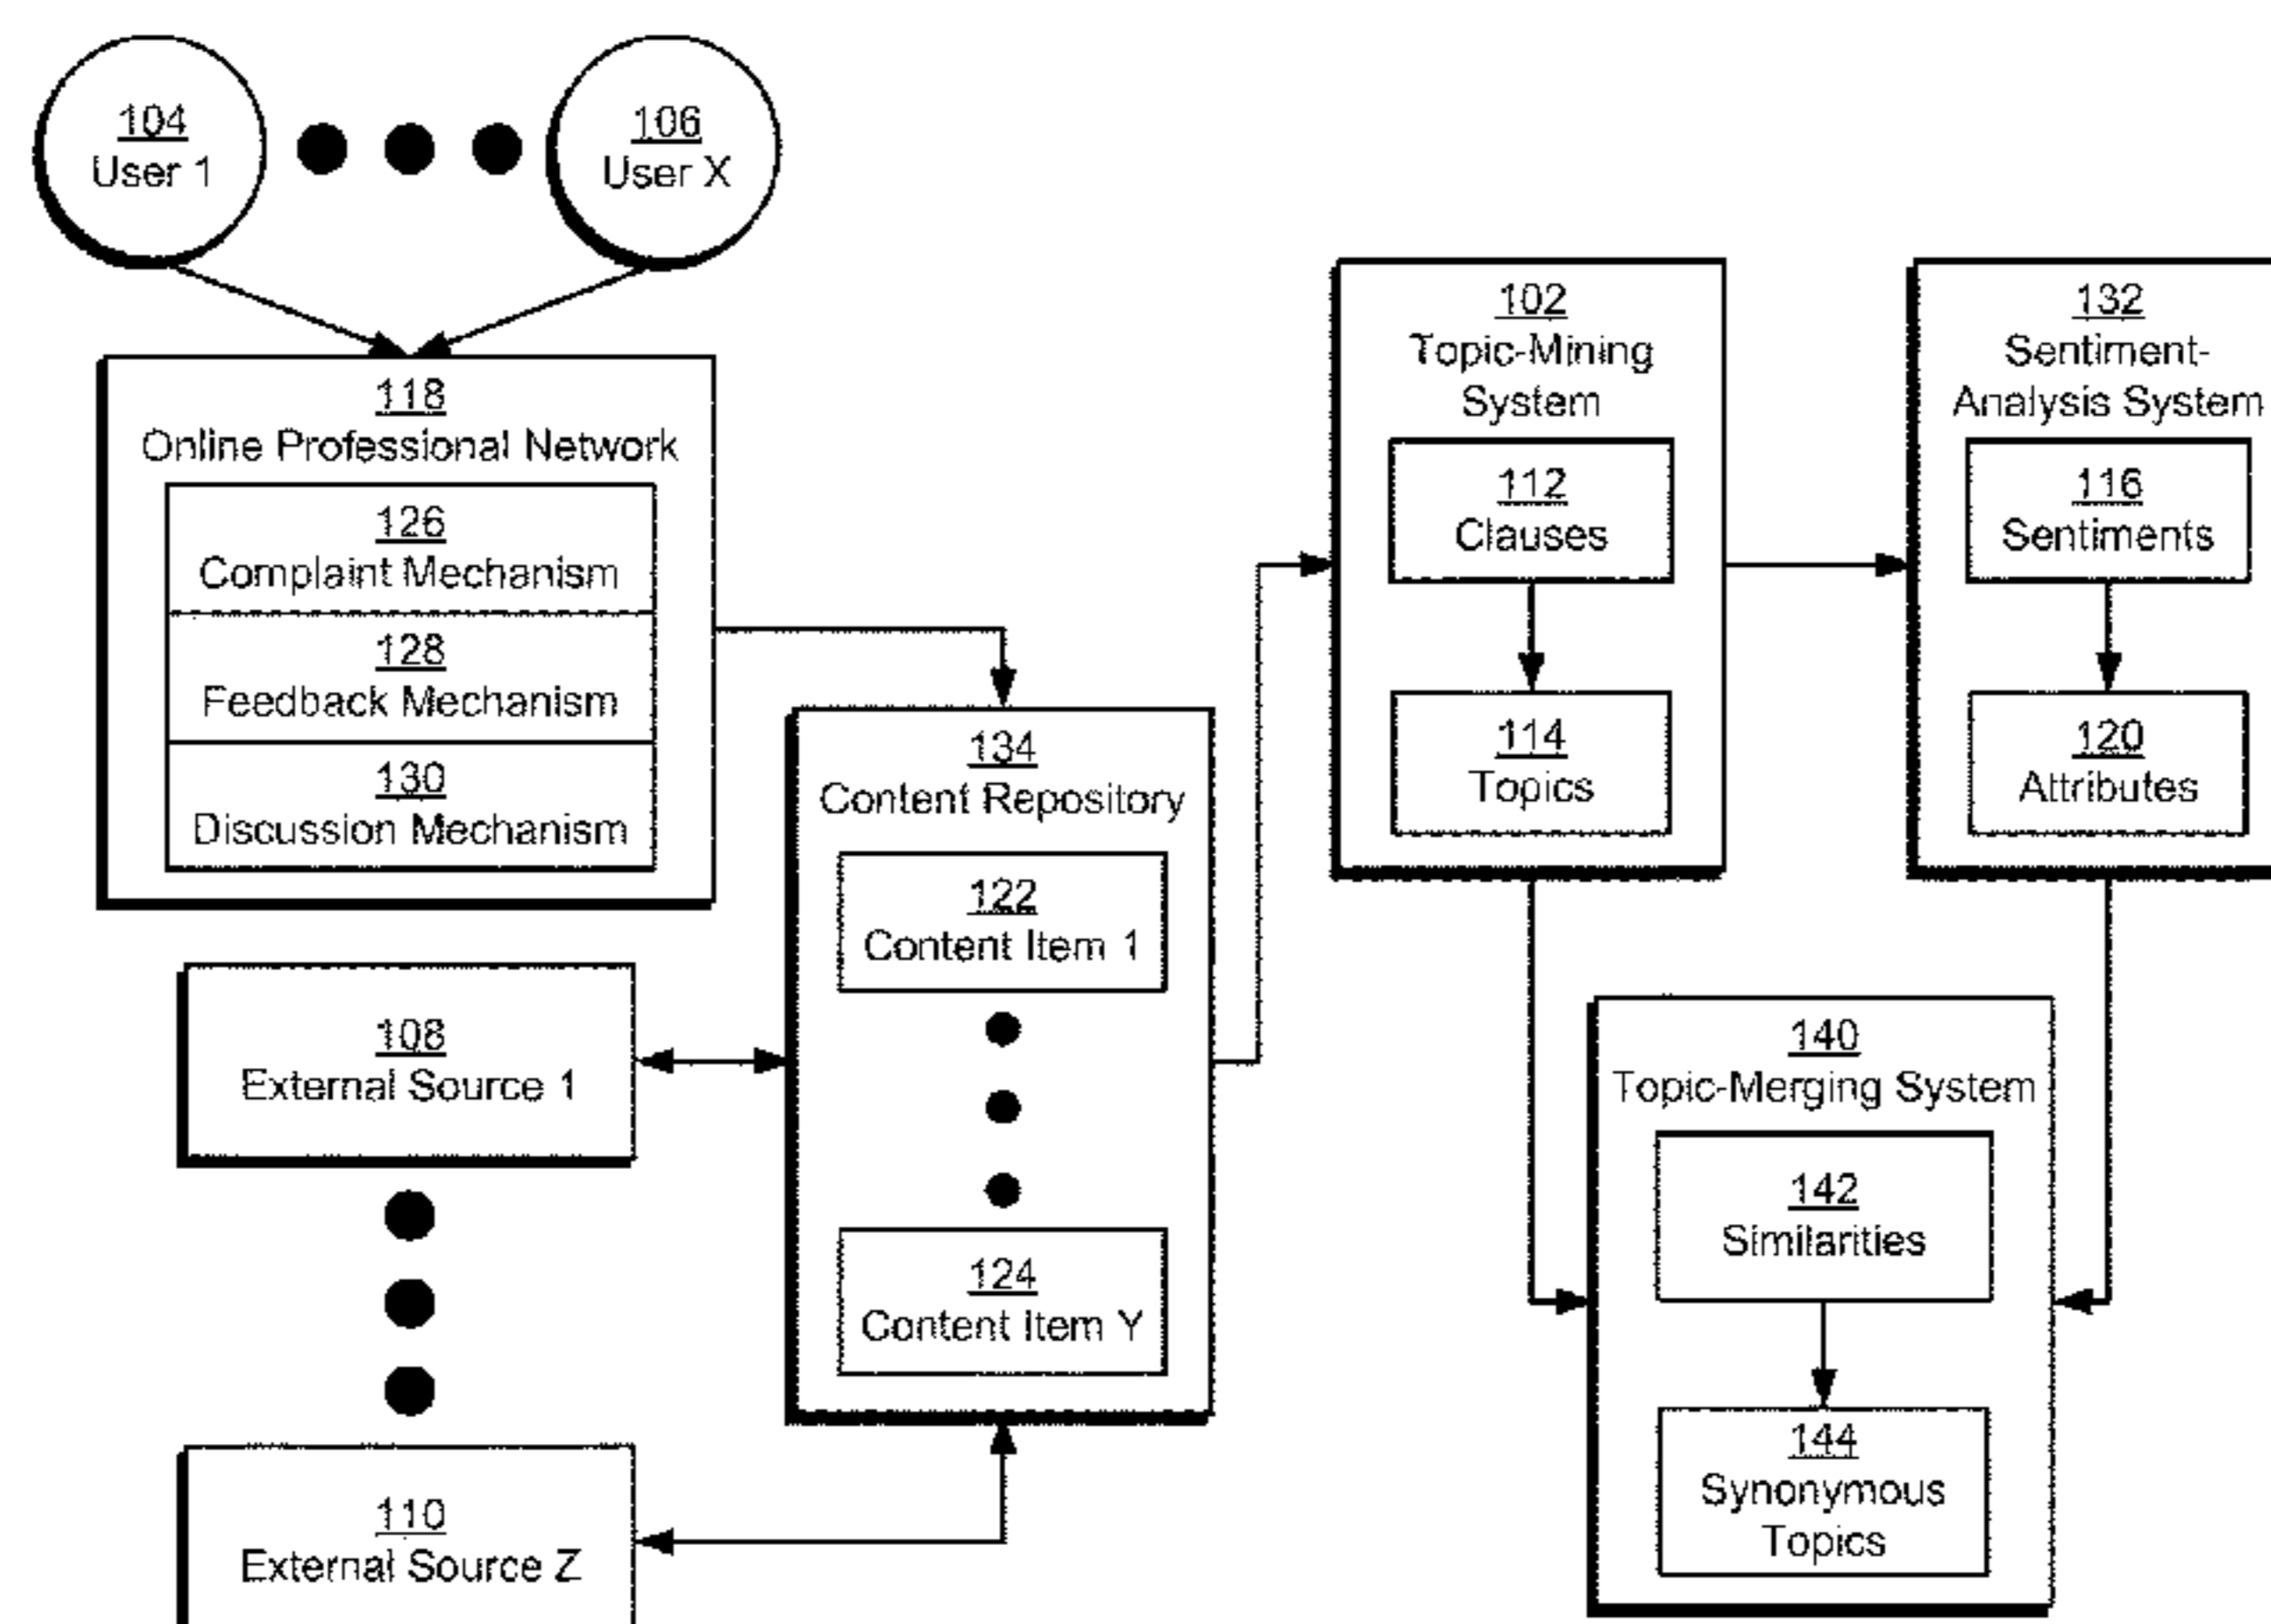 104
User 1
106
User X
118
Online Professional Network
126
Complaint Mechanism
128
Feedback Mechanism
130
Discussion Mechanism
108
External Source 1
110
External Source Z
134
Content Repository
122
Content Item 1
124
Content Item Y
102
Topic-Mining
System
112
Clauses
114
Topics
132
Sentiment-
Analysis System
116
Sentiments
120
Attributes
140
Topic-Merging System
142
Similarities
144
Synonymous
Topics